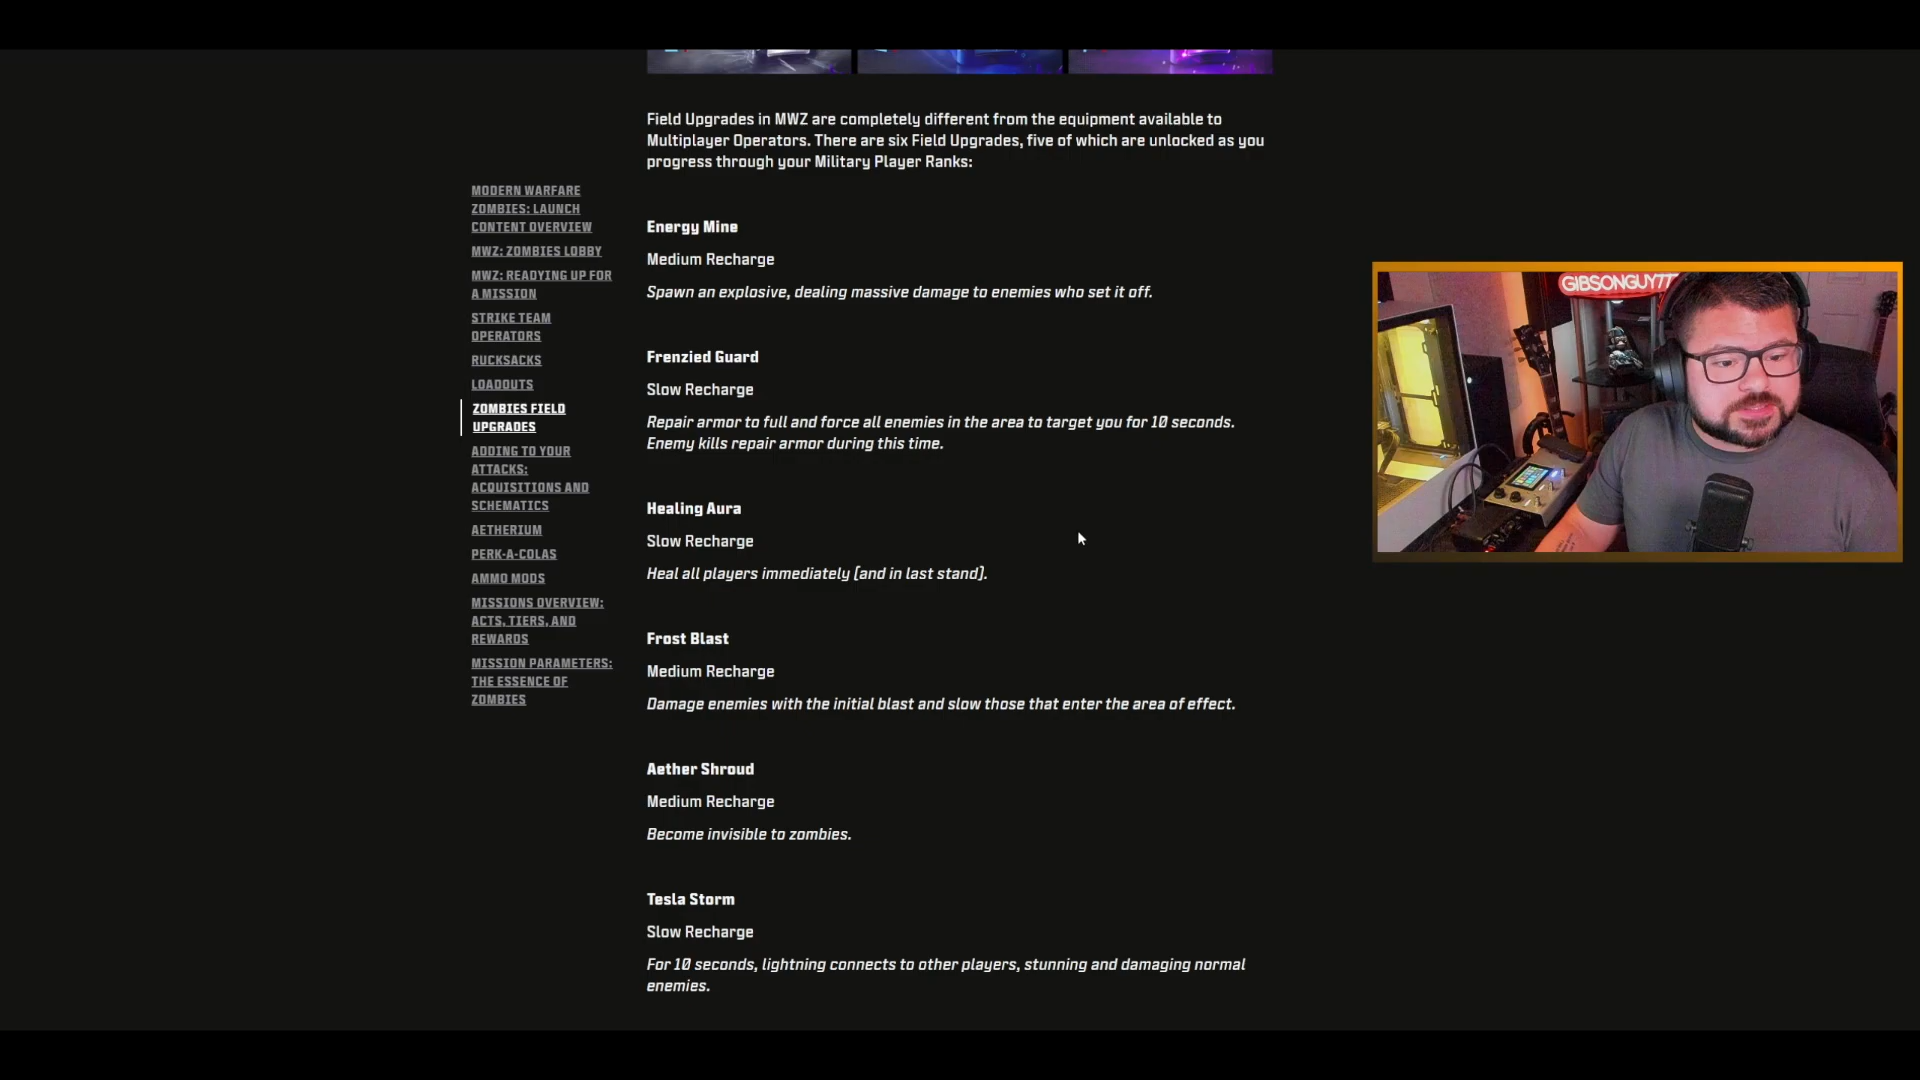 Field Upgrades in MWZ are completely different from the equipment available to
Multiplayer Operators. There are six Field Upgrades, five of which are unlocked as you
progress through your Military Player Ranks:
MODERN WARFARE
ZOMBIES: LAUNCH
CONTENT OVERVIEW
MWZ: ZOMBIES LOBBY
MWZ: READYING UP FOR
A MISSION
STRIKE TEAM
OPERATORS
RUCKSACKS
LOADOUTS
ZOMBIES FIELD
UPGRADES
ADDING TO YOUR
ATTACKS:
ACQUISITIONS AND
SCHEMATICS
AETHERIUM
PERK-A-COLAS
AMMO MODS
MISSIONS OVERVIEW:
ACTS, TIERS, AND
REWARDS
MISSION PARAMETERS:
THE ESSENCE OF
ZOMBIES
Energy Mine
Medium Recharge
Spawn an explosive, dealing massive damage to enemies who set it off.
Frenzied Guard
Slow Recharge
Repair armor to full and force all enemies in the area to target you for 10 seconds.
Enemy kills repair armor during this time.
Healing Aura
Slow Recharge
Heal all players immediately [and in last stand].
Frost Blast
Medium Recharge
Damage enemies with the initial blast and slow those that enter the area of effect.
Aether Shroud
Medium Recharge
Become invisible to zombies.
Tesla Storm
Slow Recharge
For 10 seconds, lightning connects to other players, stunning and damaging normal
enemies.
GIBSONGUY77